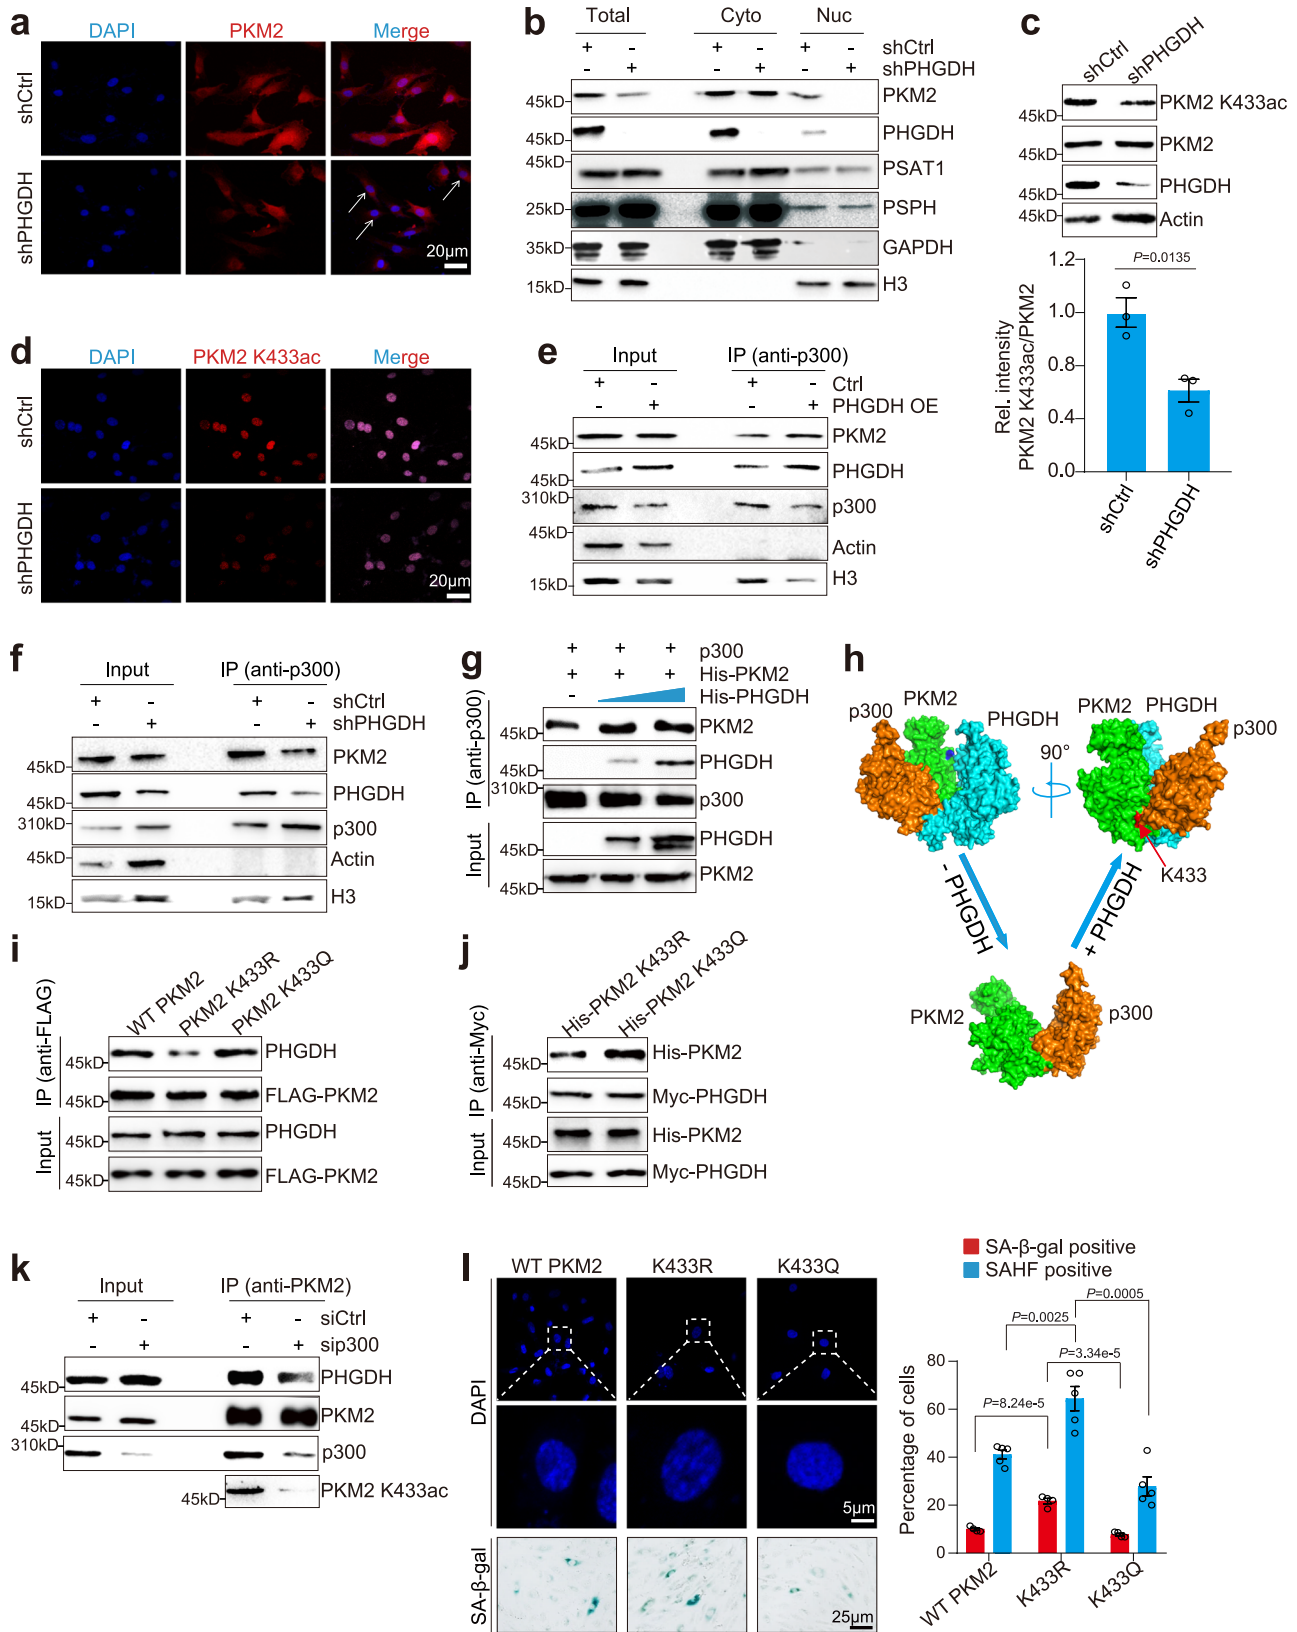 a
DAPI PKM2 Merge
shCtrl
shPHGDH
20μm
b
Total Cyto Nuc
+ - + - + - shCtrl
- + - + - + shPHGDH
45kD PKM2
45kD PHGDH
45kD PSAT1
25kD PSPH
35kD GAPDH
15kD H3
c
shCtrl shPHGDH
45kD PKM2 K433ac
45kD PKM2
45kD PHGDH
45kD Actin
Rel. intensity
PKM2 K433ac/PKM2
1.2
1.0
0.8
0.4
0.0
P=0.0135
shCtrl shPHGDH
d
DAPI PKM2 K433ac Merge
shCtrl
shPHGDH
20μm
e
Input IP (anti-p300)
+ - + - Ctrl
- + - + PHGDH OE
45kD PKM2
45kD PHGDH
310kD p300
45kD Actin
15kD H3
f
Input IP (anti-p300)
+ - + - shCtrl
- + - + shPHGDH
45kD PKM2
45kD PHGDH
310kD p300
45kD Actin
15kD H3
g
+ + + p300
+ + + His-PKM2
- His-PHGDH
IP (anti-p300)
45kD PKM2
45kD PHGDH
310kD p300
Input
45kD PHGDH
45kD PKM2
h
p300 PKM2 PHGDH
90°
PKM2 PHGDH p300
K433
- PHGDH
+ PHGDH
PKM2 p300
i
WT PKM2 PKM2 K433R PKM2 K433Q
IP (anti-FLAG)
45kD PHGDH
45kD FLAG-PKM2
Input
45kD PHGDH
45kD FLAG-PKM2
j
His-PKM2 K433R His-PKM2 K433Q
IP (anti-Myc)
45kD His-PKM2
45kD Myc-PHGDH
Input
45kD His-PKM2
45kD Myc-PHGDH
k
Input IP (anti-PKM2)
+ - + - siCtrl
- + - + sip300
45kD PHGDH
45kD PKM2
310kD p300
45kD PKM2 K433ac
l
WT PKM2 K433R K433Q
DAPI
5μm
SA-β-gal
25μm
SA-β-gal positive
SAHF positive
P=0.0005
P=0.0025
P=3.34e-5
P=8.24e-5
Percentage of cells
80
60
40
20
0
WT PKM2 K433R K433Q